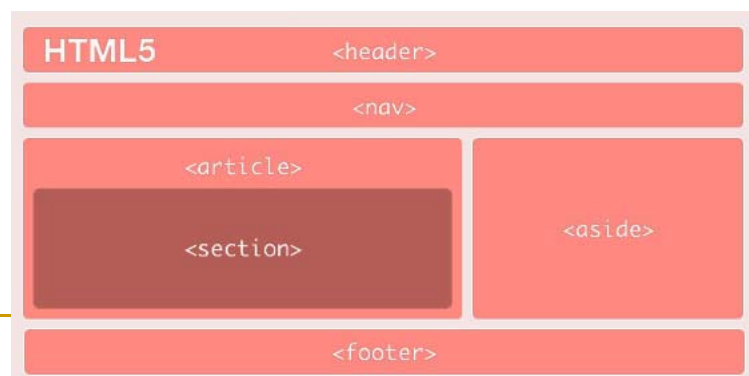 HTML5 <header>
<nav>
<article>
<section>
<aside>
<footer>